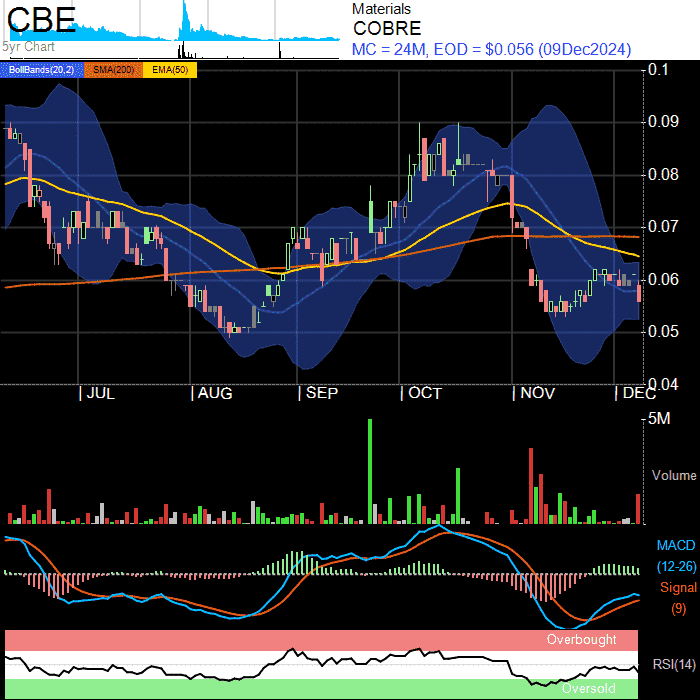 CBE
5yr Chart
Materials
COBRE
MC = 24M, EOD = $0.056 (09Dec2024)
BollBands(20,2) SMA(200) EMA(50)
0.1
0.09
0.08
0.07
0.06
0.05
0.04
JUL AUG SEP OCT NOV DEC
5M
Volume
MACD
(12-26)
Signal
(9)
Overbought
RSI(14)
Oversold